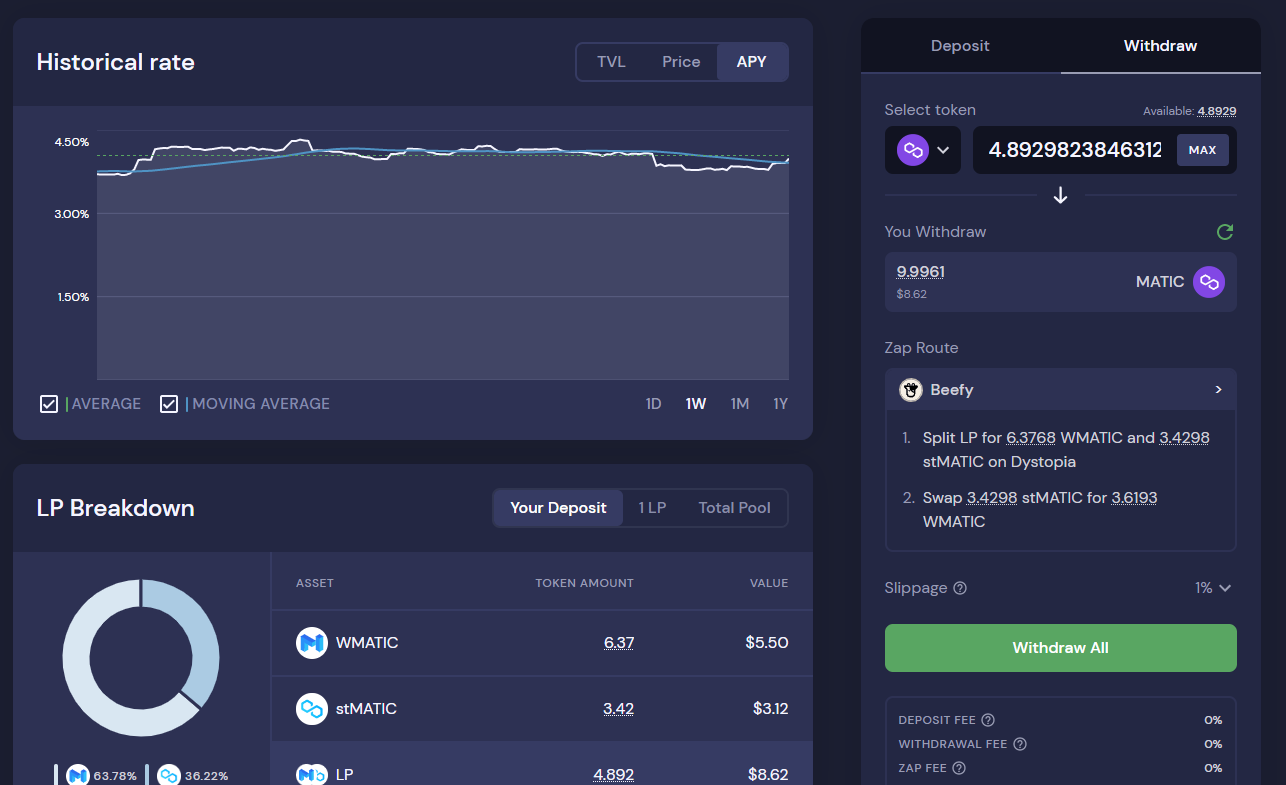 Historical rate
TVL Price APY
4.50%
3.00%
1.50%
AVERAGE MOVING AVERAGE
1D 1W 1M 1Y
LP Breakdown
Your Deposit 1 LP Total Pool
ASSET TOKEN AMOUNT VALUE
WMATIC 6.37 $5.50
stMATIC 3.42 $3.12
LP 4.892 $8.62
63.78% 36.22%
Deposit Withdraw
Select token Available: 4.8929
4.8929823846312 MAX
You Withdraw
9.9961
$8.62
MATIC
Zap Route
Beefy
1. Split LP for 6.3768 WMATIC and 3.4298
stMATIC on Dystopia
2. Swap 3.4298 stMATIC for 3.6193
WMATIC
Slippage 1%
Withdraw All
DEPOSIT FEE 0%
WITHDRAWAL FEE 0%
ZAP FEE 0%